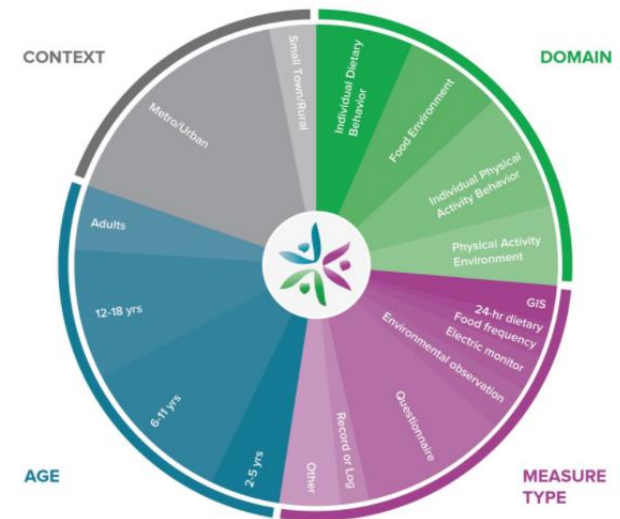 CONTEXT
DOMAIN
Small Town/Rural
Metro/Urban
Individual Dietary
Behavior
Food Environment
Individual Physical
Activity Behavior
Physical Activity
Environment
GIS
24-hr dietary
Food frequency
Electric monitor
Environmental observation
Questionnaire
Record or Log
Other
2-5 yrs
6-11 yrs
12-18 yrs
Adults
AGE
MEASURE
TYPE